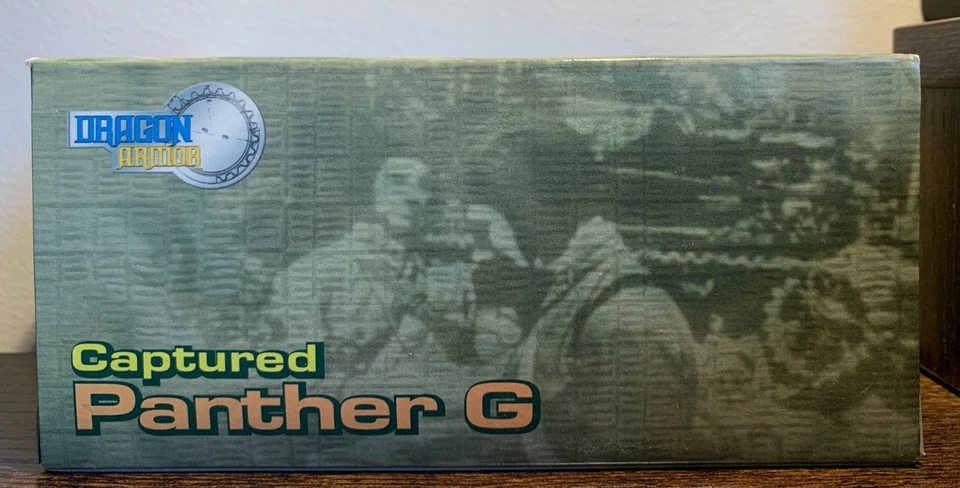 DRAGON
ARMOR
Captured
Panther G